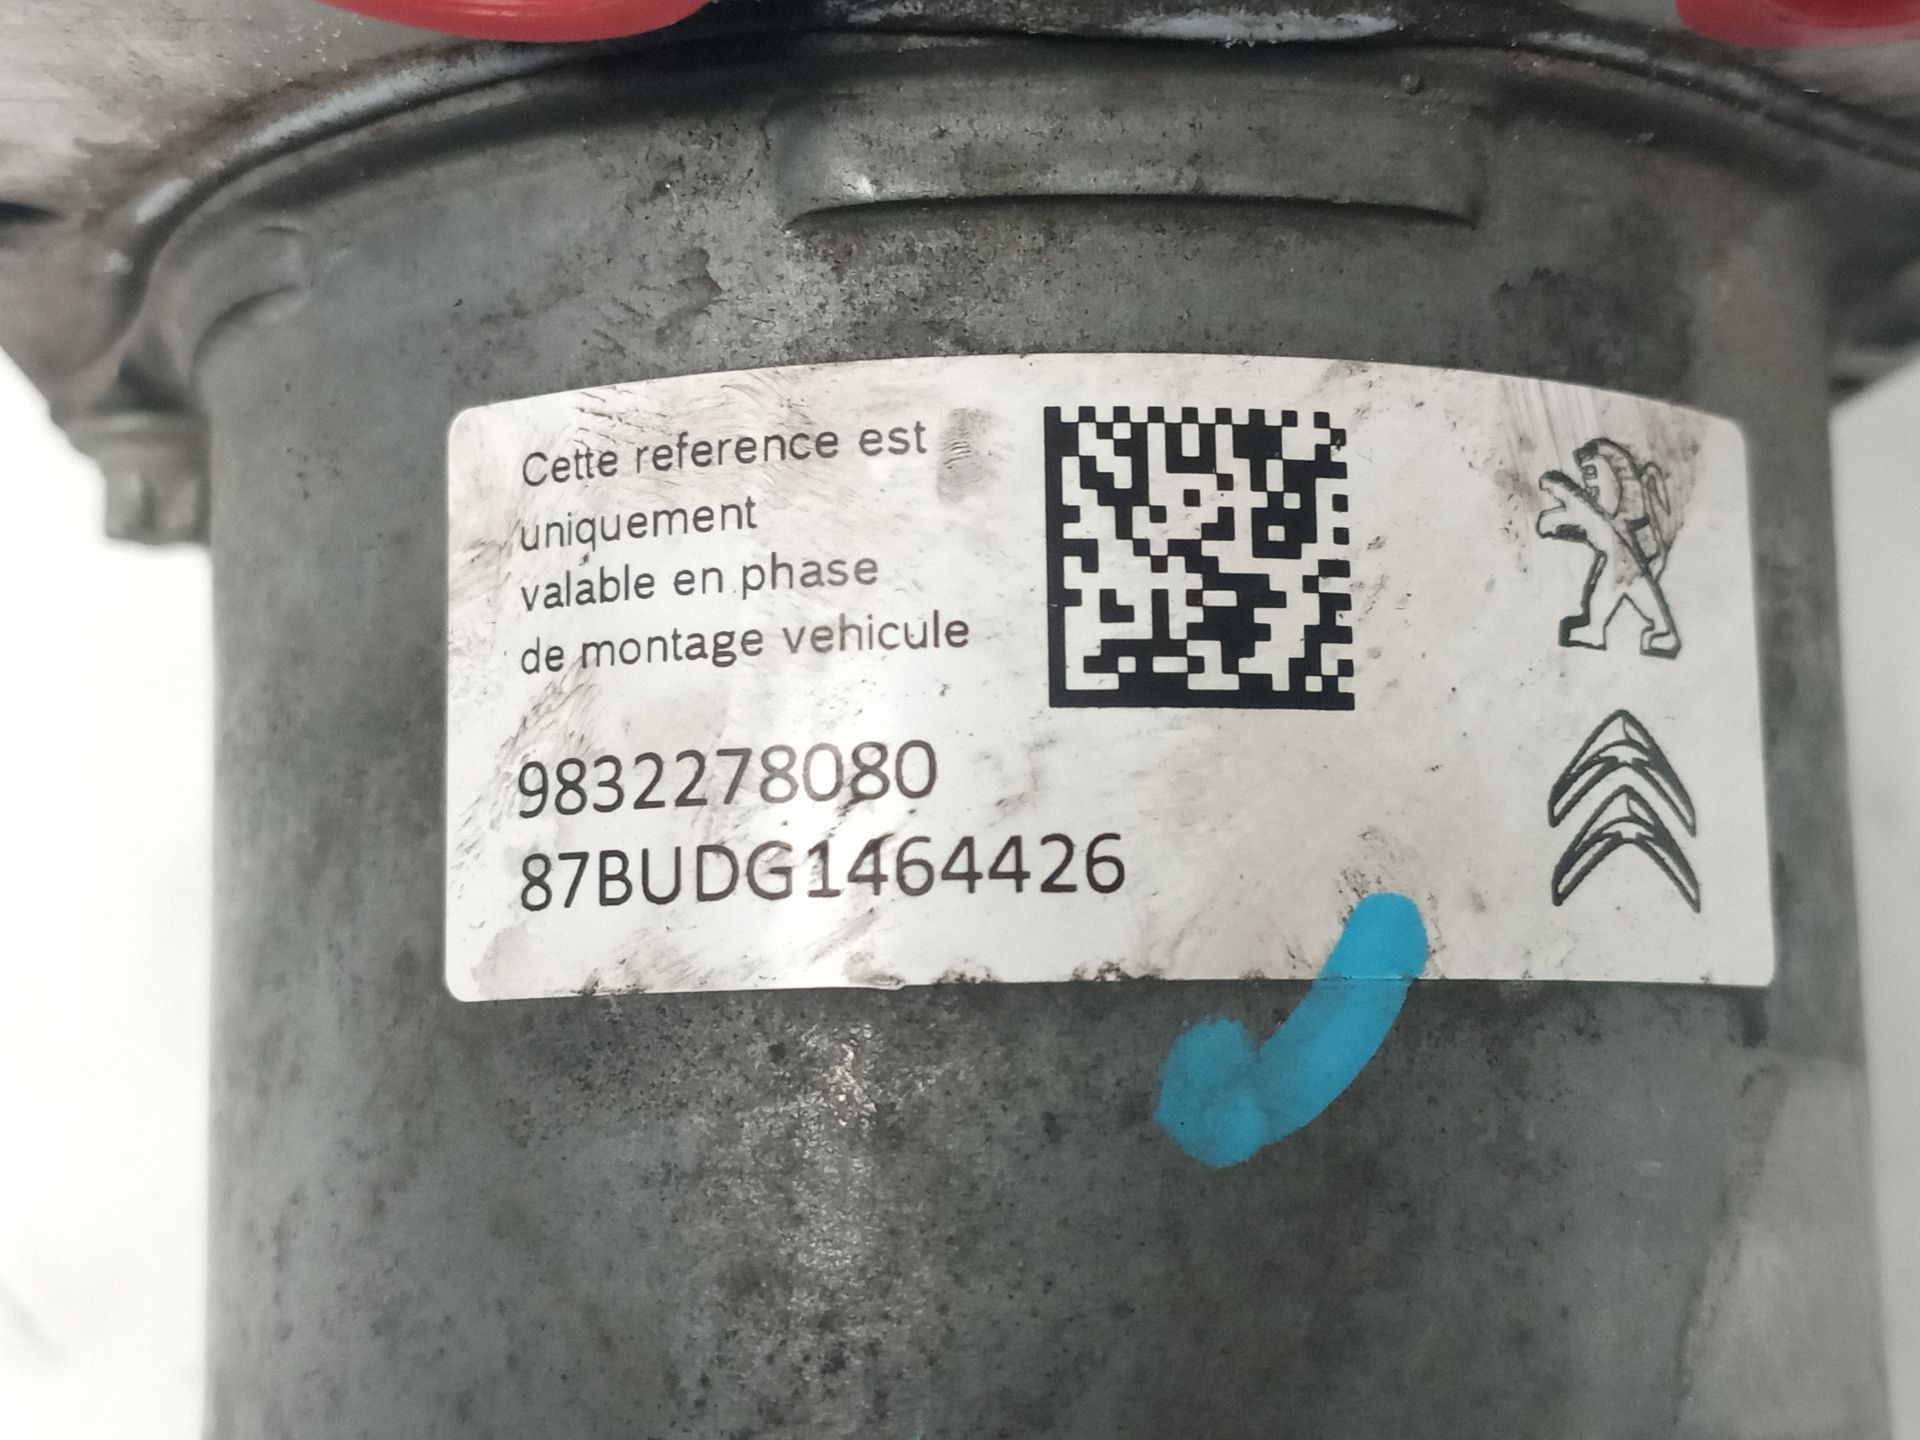 Cette reference est
uniquement
valable en phase
de montage vehicule
9832278080
87BUDG1464426